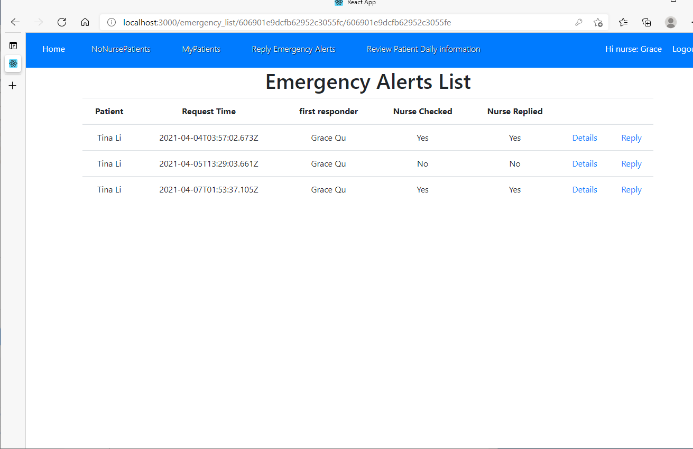 React App
localhost:3000/emergency_list/606901e9dcfb62952c3055fc/606901e9dcfb62952c3055fe
Home NoNursePatients MyPatients Reply Emergency Alerts Review Patient Daily information Hi nurse: Grace Logou
Emergency Alerts List
Patient Request Time first responder Nurse Checked Nurse Replied
Tina Li 2021-04-04T03:57:02.673Z Grace Qu Yes Yes Details Reply
Tina Li 2021-04-05T13:29:03.661Z Grace Qu No No Details Reply
Tina Li 2021-04-07T01:53:37.105Z Grace Qu Yes Yes Details Reply